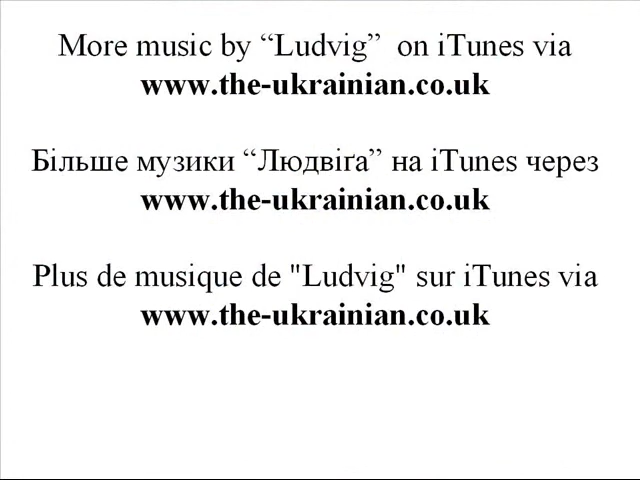 More music by “Ludvig”  on iTunes via
www.the-ukrainian.co.uk
Більше музики “Людвіґа” на iTunes через
www.the-ukrainian.co.uk
Plus de musique de "Ludvig" sur iTunes via
www.the-ukrainian.co.uk